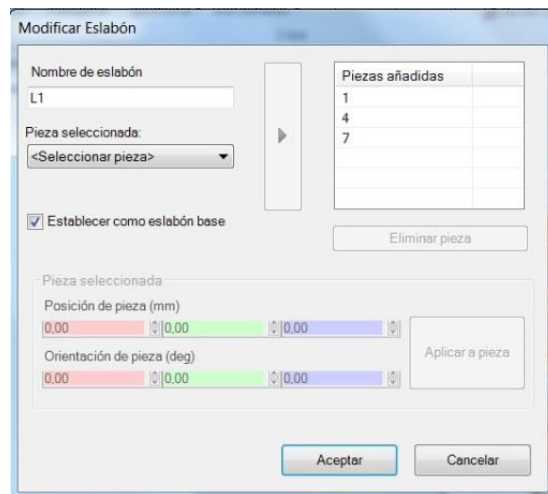 Modificar Eslabón
Nombre de eslabón
L1
Pieza seleccionada:
<Seleccionar pieza>
Establecer como eslabón base
Piezas añadidas
1
4
7
Eliminar pieza
Pieza seleccionada
Posición de pieza (mm)
0,00 0,00 0,00
Orientación de pieza (deg)
0,00 0,00 0,00
Aplicar a pieza
Aceptar Cancelar